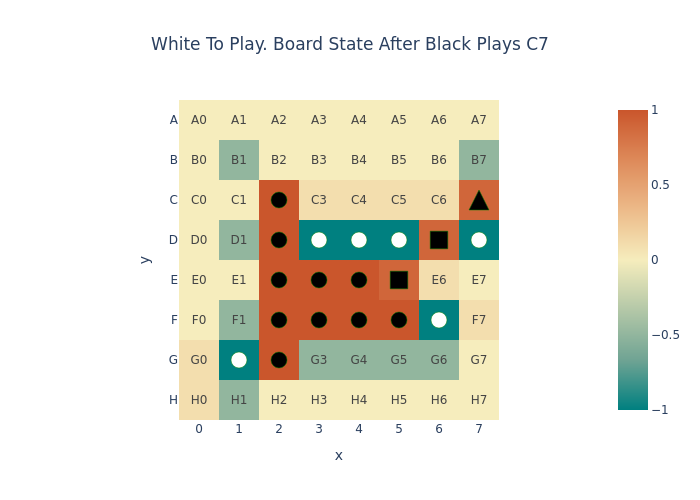 White To Play. Board State After Black Plays C7
A A0 A1 A2 A3 A4 A5 A6 A7
B B0 B1 B2 B3 B4 B5 B6 B7
C C0 C1 C3 C4 C5 C6
D D0 D1
E E0 E1 E6 E7
F F0 F1 F7
G G0 G3 G4 G5 G6 G7
H H0 H1 H2 H3 H4 H5 H6 H7
0 1 2 3 4 5 6 7
x
y
1
0.5
0
−0.5
−1